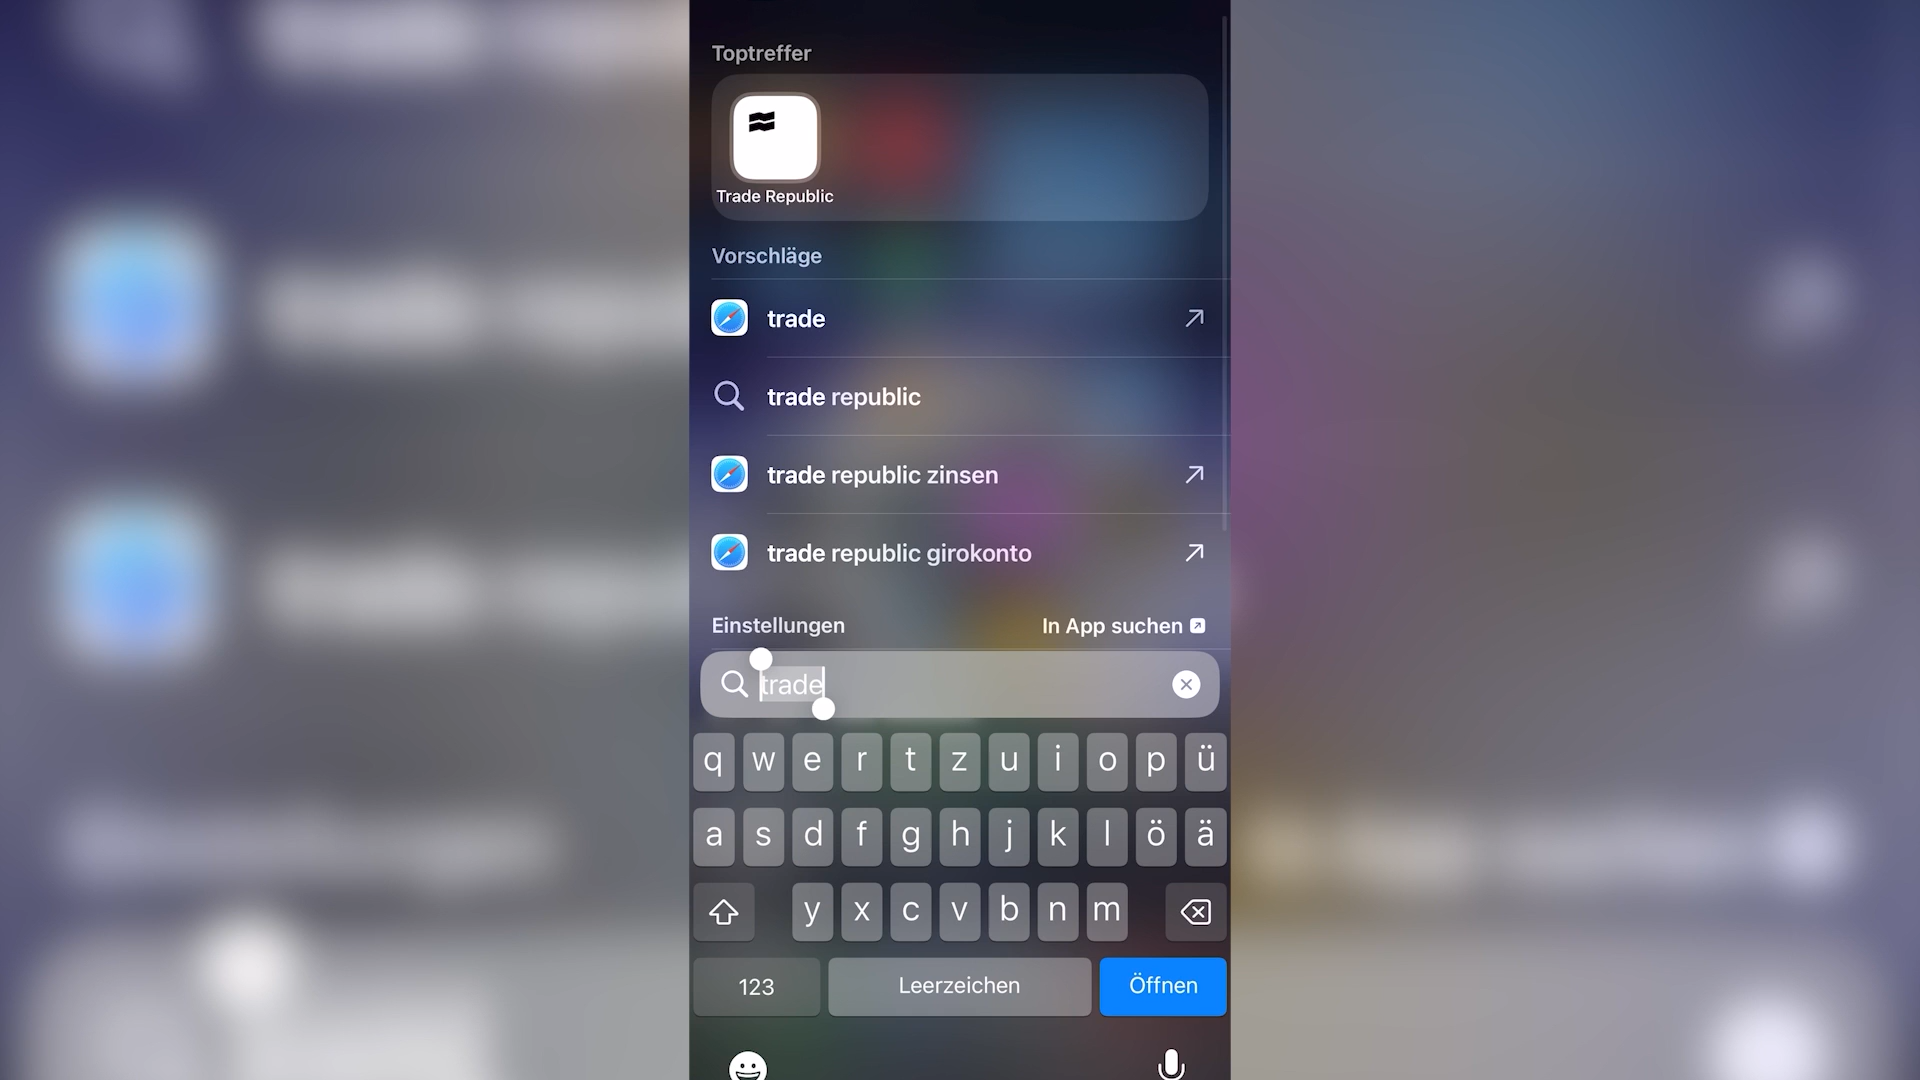 Toptreffer
Trade Republic
Vorschläge
trade
trade republic
trade republic zinsen
trade republic girokonto
Einstellungen In App suchen
trade
q w e r t z u i o p ü
a s d f g h j k l ö ä
y x c v b n m
123 Leerzeichen Öffnen